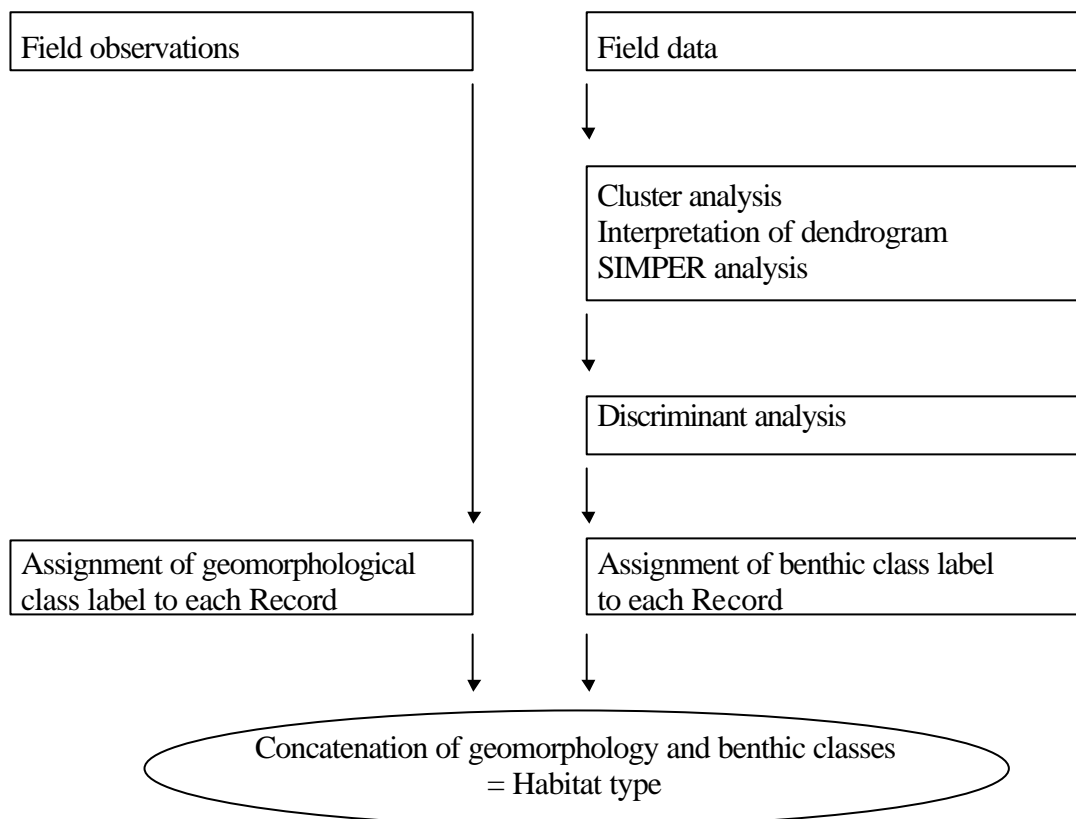 Field observations
Field data
Cluster analysis
Interpretation of dendrogram
SIMPER analysis
Discriminant analysis
Assignment of geomorphological
class label to each Record
Assignment of benthic class label
to each Record
Concatenation of geomorphology and benthic classes
= Habitat type